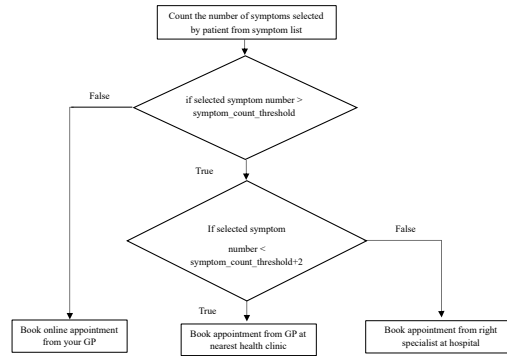 Count the number of symptoms selected
by patient from symptom list
False
if selected symptom number >
symptom_count_threshold
True
If selected symptom
number <
symptom_count_threshold+2
False
True
Book online appointment
from your GP
Book appointment from GP at
nearest health clinic
Book appointment from right
specialist at hospital